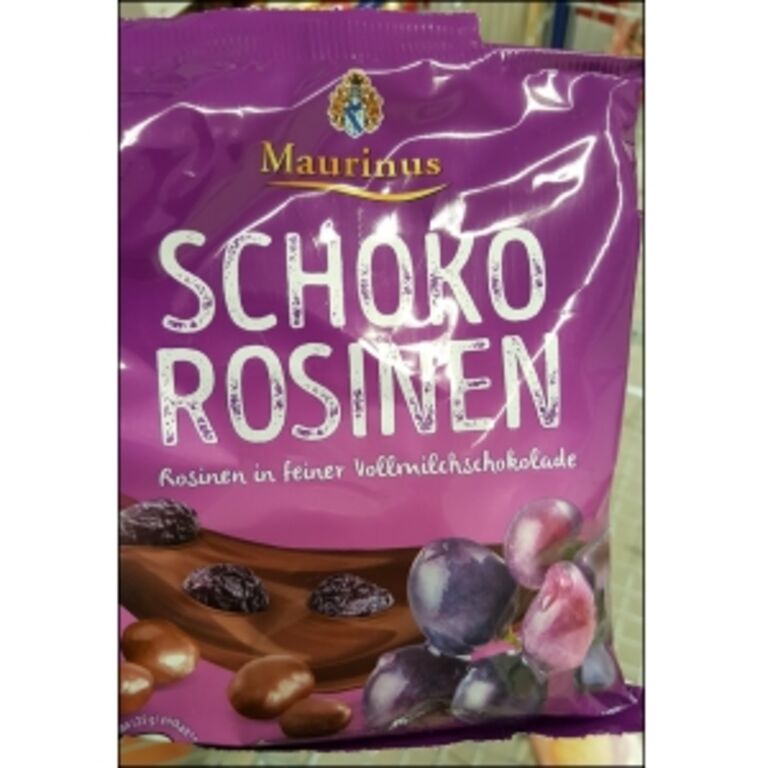 Maurinus
SCHOKO
ROSINEN
Rosinen in feiner Vollmilchschokolade